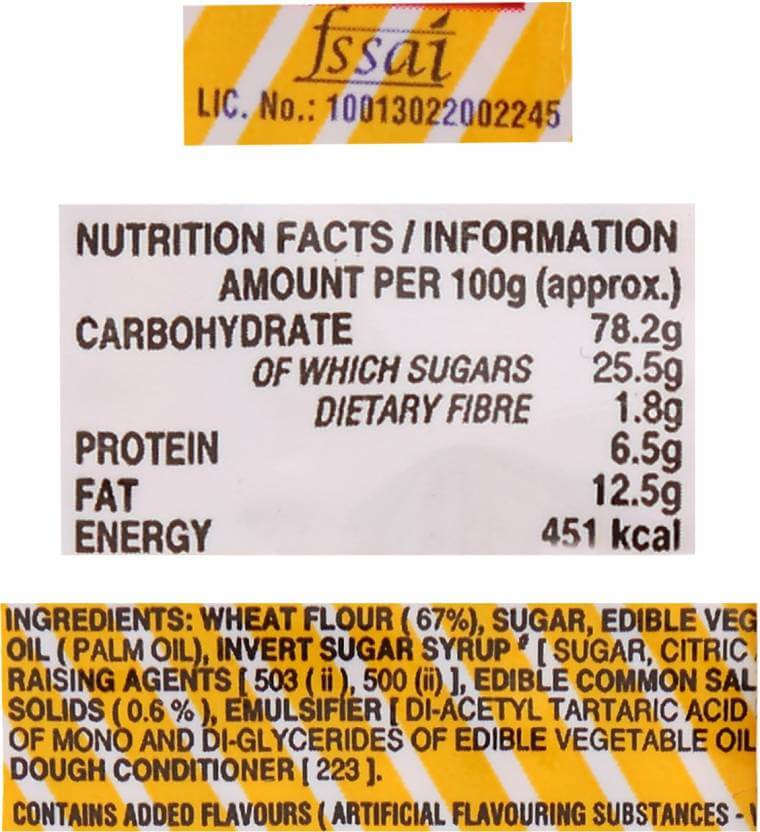 fssai
LIC. No.: 10013022002245
NUTRITION FACTS / INFORMATION
AMOUNT PER 100g (approx.)
CARBOHYDRATE 78.2g
OF WHICH SUGARS 25.5g
DIETARY FIBRE 1.8g
PROTEIN 6.5g
FAT 12.5g
ENERGY 451 kcal
INGREDIENTS: WHEAT FLOUR ( 67%), SUGAR, EDIBLE VEG
OIL ( PALM OIL), INVERT SUGAR SYRUP # [ SUGAR, CITRIC
RAISING AGENTS [ 503 ( ii ), 500 (ii) ], EDIBLE COMMON SAL
SOLIDS ( 0.6 % ), EMULSIFIER [ DI-ACETYL TARTARIC ACID
OF MONO AND DI-GLYCERIDES OF EDIBLE VEGETABLE OIL
DOUGH CONDITIONER [ 223 ].
CONTAINS ADDED FLAVOURS ( ARTIFICIAL FLAVOURING SUBSTANCES -